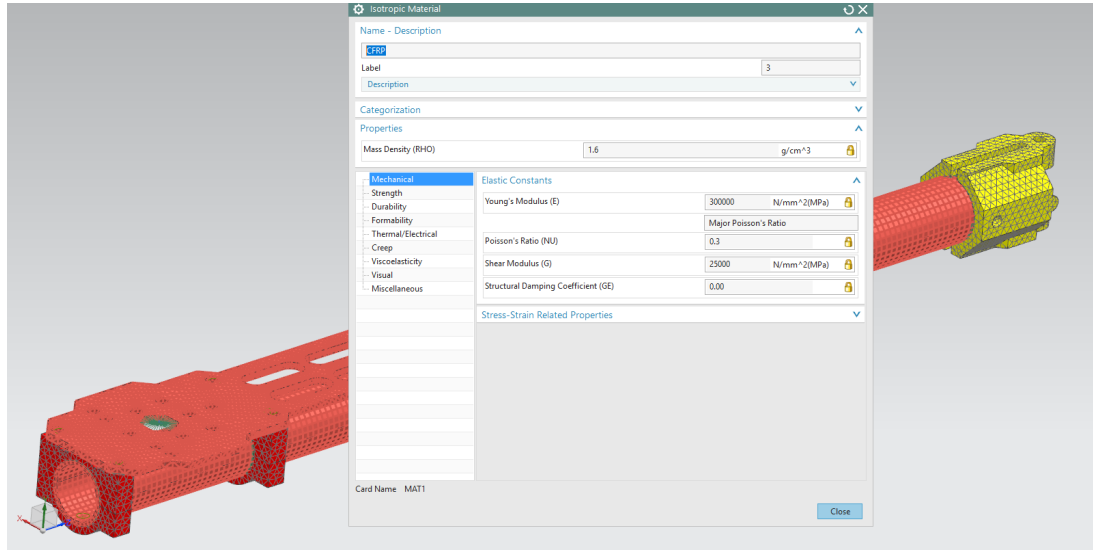 Isotropic Material
Name - Description
CFRP
Label 3
Description
Categorization
Properties
Mass Density (RHO) 1.6 g/cm^3
Mechanical
Strength
Durability
Formability
Thermal/Electrical
Creep
Viscoelasticity
Visual
Miscellaneous
Elastic Constants
Young's Modulus (E) 300000 N/mm^2(MPa)
Major Poisson's Ratio
Poisson's Ratio (NU) 0.3
Shear Modulus (G) 25000 N/mm^2(MPa)
Structural Damping Coefficient (GE) 0.00
Stress-Strain Related Properties
Card Name MAT1
Close
X